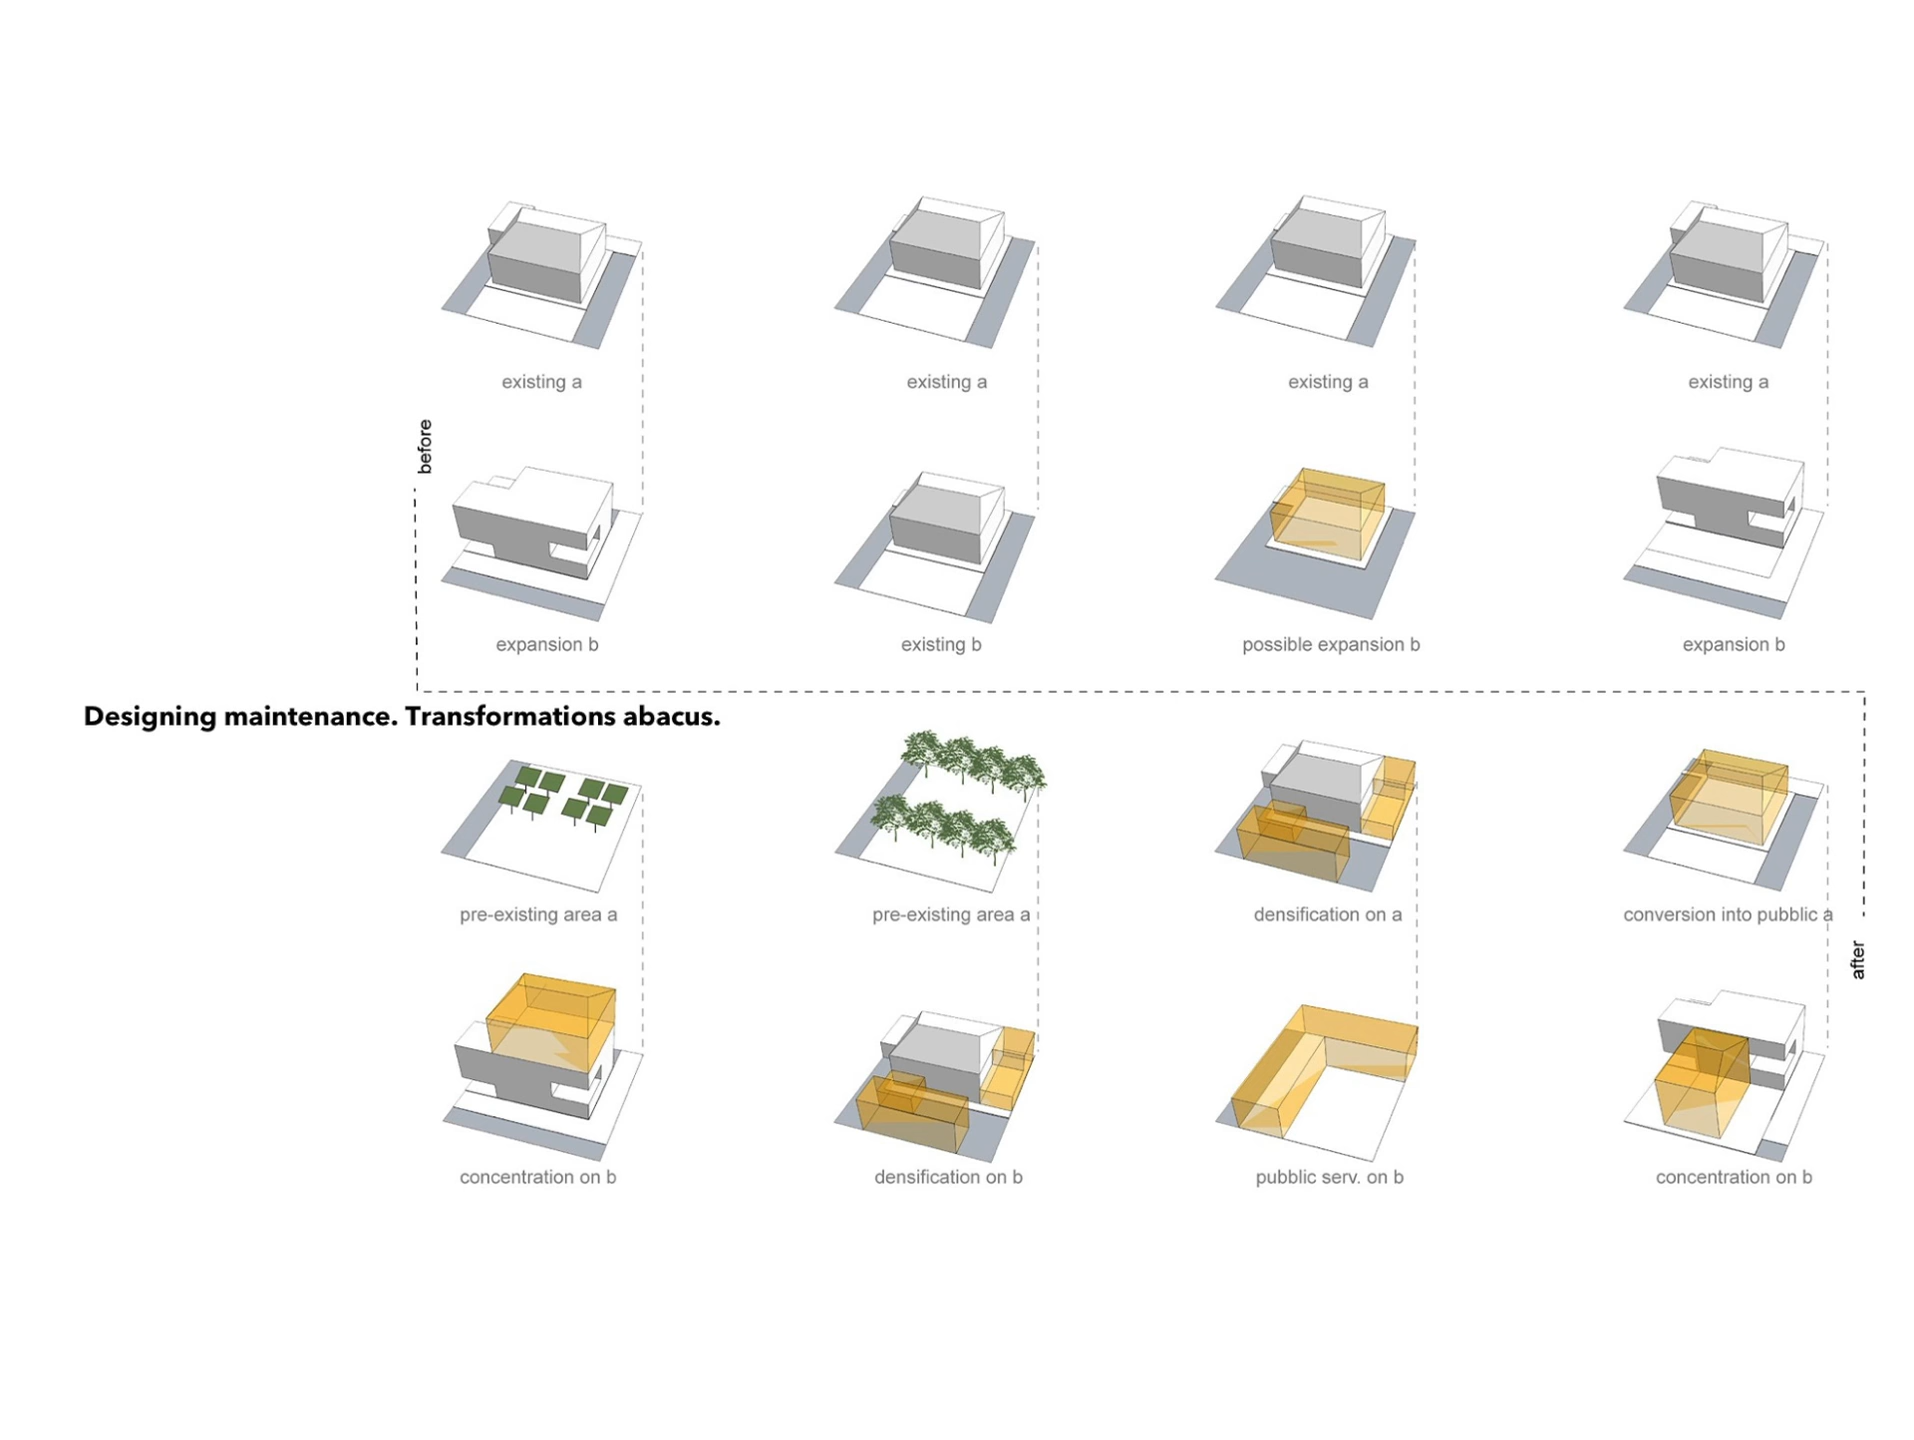 existing a
existing a
existing a
existing a
before
expansion b
existing b
possible expansion b
expansion b
Designing maintenance. Transformations abacus.
pre-existing area a
pre-existing area a
densification on a
conversion into pubblic a
after
concentration on b
densification on b
pubblic serv. on b
concentration on b